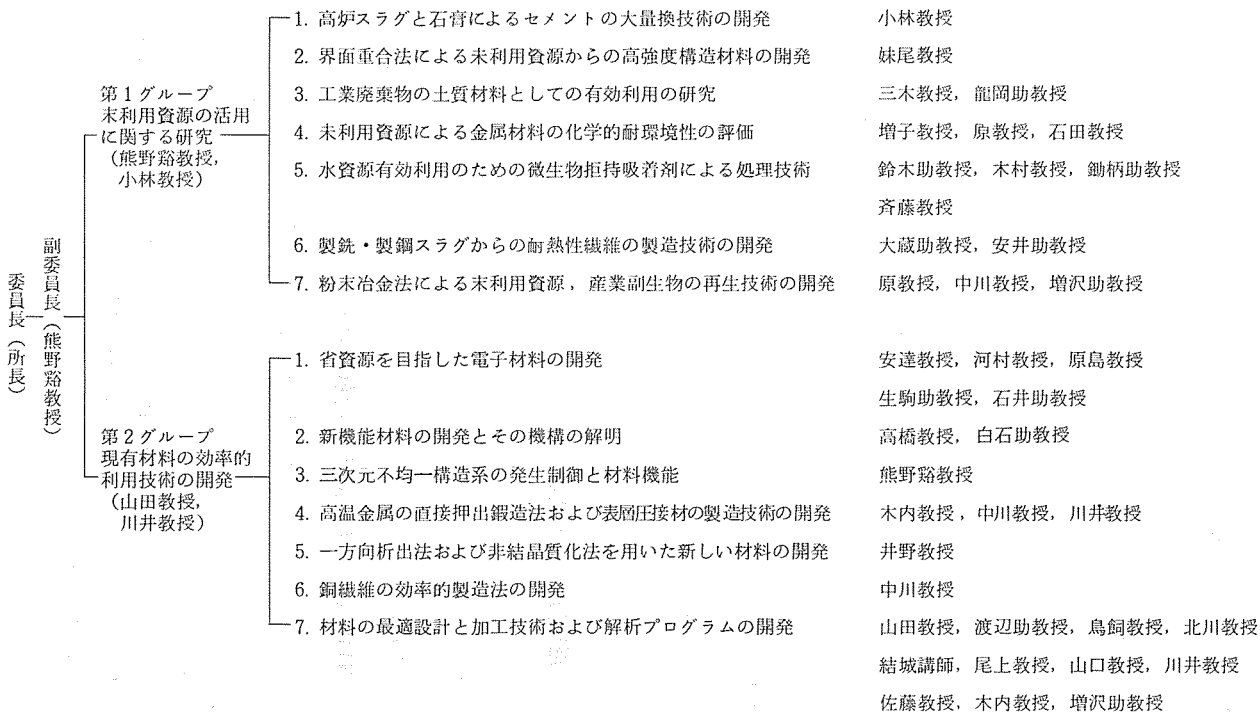 委員長（所長）
副委員長（熊野谿教授）
第1グループ
末利用資源の活用
に関する研究
（熊野谿教授，
小林教授）
1. 高炉スラグと石膏によるセメントの大量換技術の開発　小林教授
2. 界面重合法による未利用資源からの高強度構造材料の開発　妹尾教授
3. 工業廃棄物の土質材料としての有効利用の研究　三木教授，龍岡助教授
4. 未利用資源による金属材料の化学的耐環境性の評価　増子教授，原教授，石田教授
5. 水資源有効利用のための微生物拒持吸着剤による処理技術　鈴木助教授，木村教授，鋤柄助教授
斉藤教授
6. 製銑・製鋼スラグからの耐熱性繊維の製造技術の開発　大蔵助教授，安井助教授
7. 粉末冶金法による末利用資源，産業副生物の再生技術の開発　原教授，中川教授，増沢助教授
第2グループ
現有材料の効率的
利用技術の開発
（山田教授，
川井教授）
1. 省資源を目指した電子材料の開発　安達教授，河村教授，原島教授
生駒助教授，石井助教授
2. 新機能材料の開発とその機構の解明　高橋教授，白石助教授
3. 三次元不均一構造系の発生制御と材料機能　熊野谿教授
4. 高温金属の直接押出鍛造法および表層圧接材の製造技術の開発　木内教授，中川教授，川井教授
5. 一方向析出法および非結晶質化法を用いた新しい材料の開発　井野教授
6. 銅繊維の効率的製造法の開発　中川教授
7. 材料の最適設計と加工技術および解析プログラムの開発　山田教授，渡辺助教授，鳥飼教授，北川教授
結城講師，尾上教授，山口教授，川井教授
佐藤教授，木内教授，増沢助教授